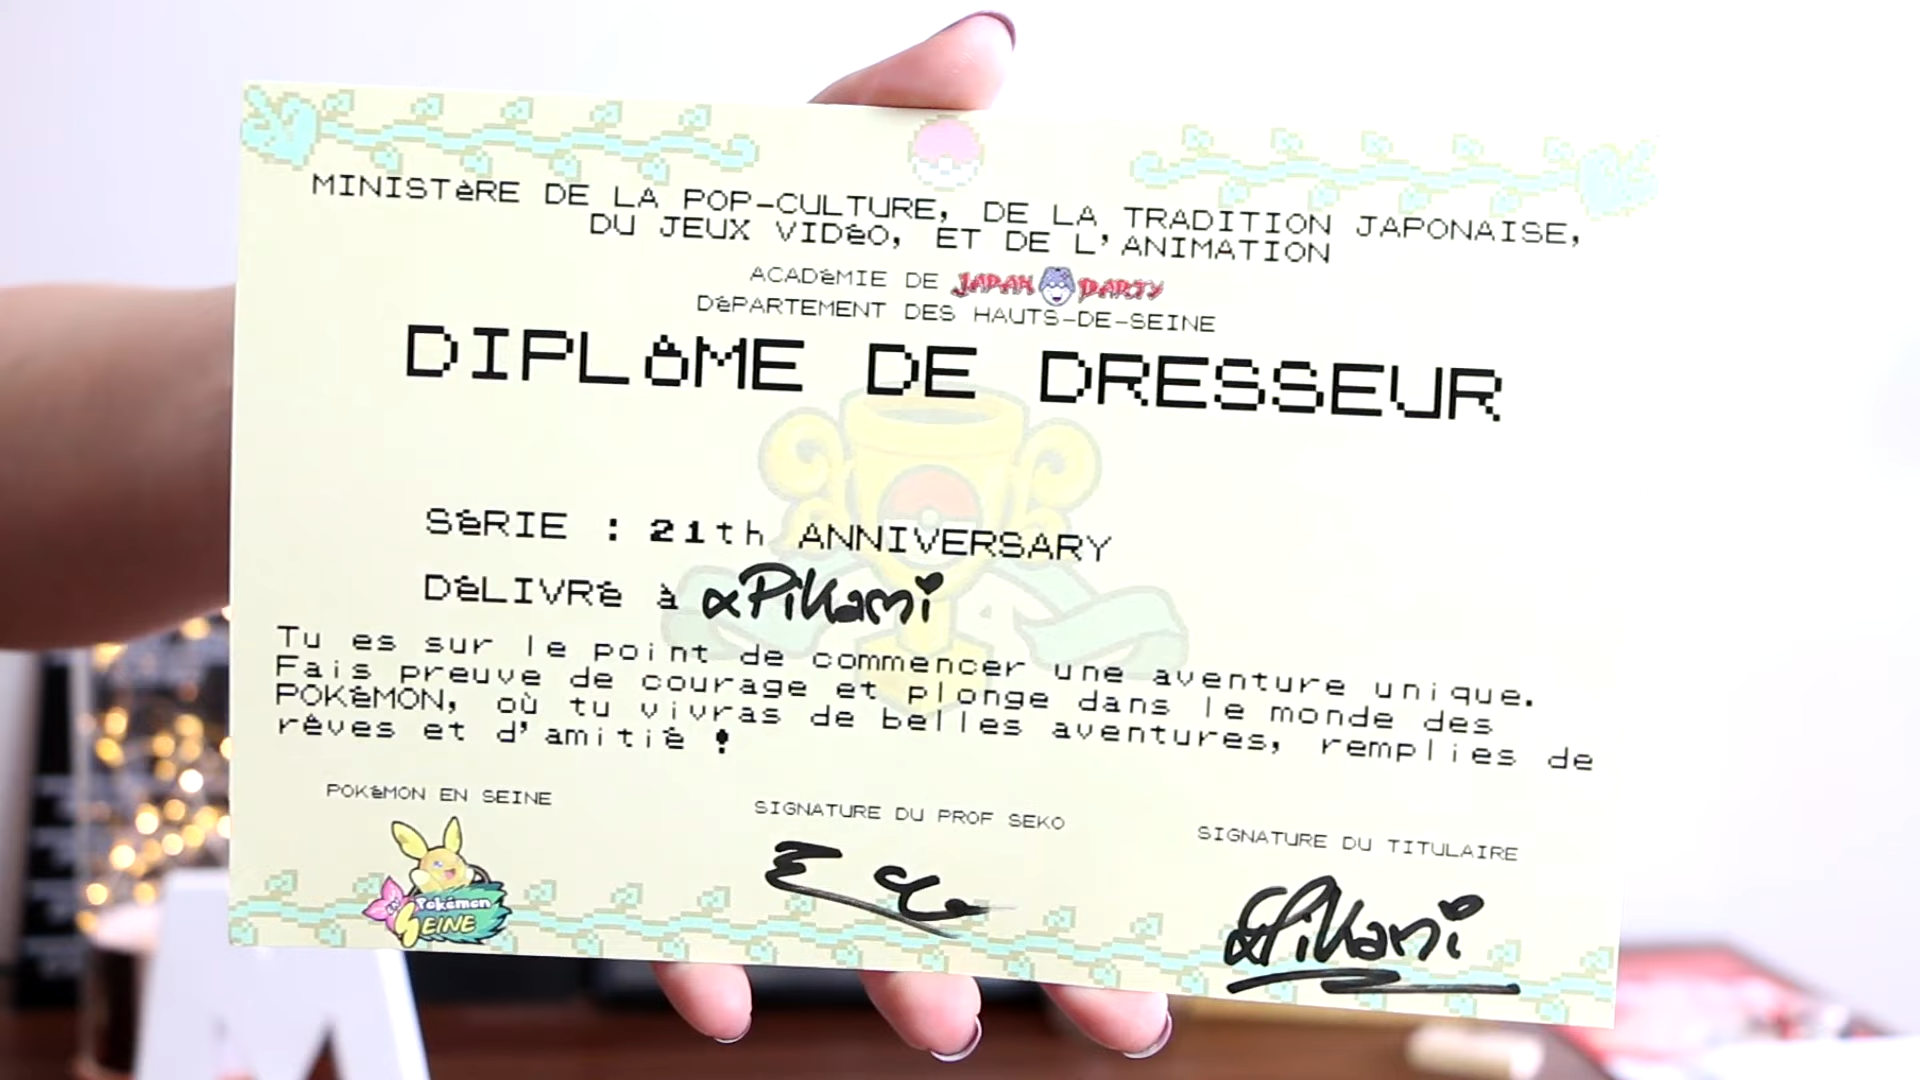 MINISTèRE DE LA POP-CULTURE, DE LA TRADITION JAPONAISE,
DU JEUX VIDéO, ET DE L'ANIMATION
ACADéMIE DE JAPAN PARTY
DéPARTEMENT DES HAUTS-DE-SEINE
DIPLôME DE DRESSEUR
SéRIE : 21th ANNIVERSARY
DéLIVRé à αPiKami
Tu es sur le point de commencer une aventure unique.
Fais preuve de courage et plonge dans le monde des
POKéMON, où tu vivras de belles aventures, remplies de
rêves et d'amitié !
POKéMON EN SEINE
SIGNATURE DU PROF SEKO
SIGNATURE DU TITULAIRE
EN Pokémon
SEINE
αPiKami